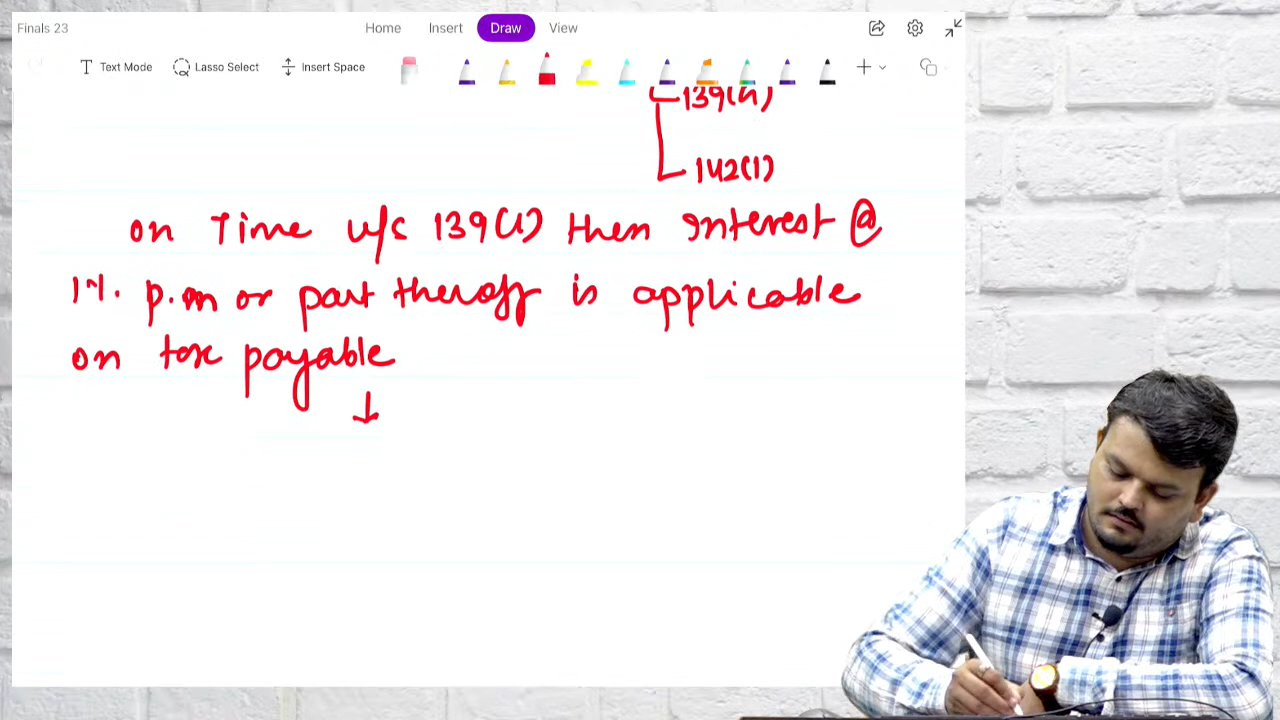 Finals 23
Home Insert Draw View
Text Mode Lasso Select Insert Space
139(4)
142(1)
on Time u/s 139(1) then Interest @
1%. p.m or part theroff is applicable
on tax payable